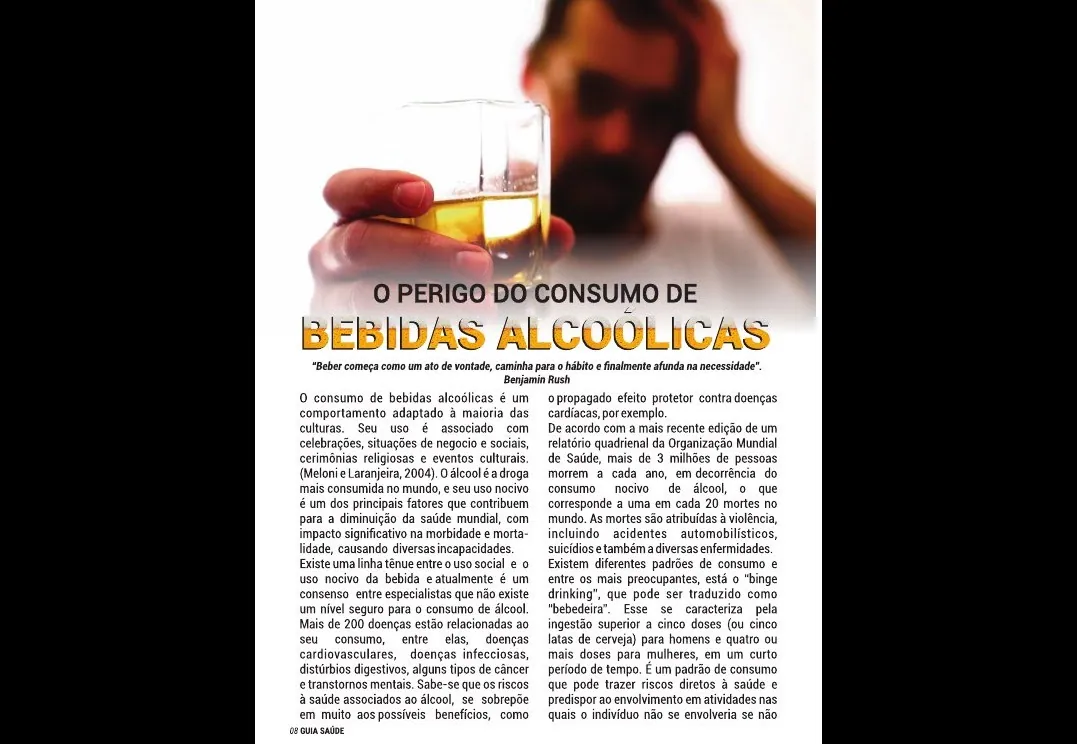 O PERIGO DO CONSUMO DE
BEBIDAS ALCOÓLICAS
"Beber começa como um ato de vontade, caminha para o hábito e finalmente afunda na necessidade".
Benjamin Rush
O consumo de bebidas alcoólicas é um
comportamento adaptado à maioria das
culturas. Seu uso é associado com
celebrações, situações de negocio e sociais,
cerimônias religiosas e eventos culturais.
(Meloni e Laranjeira, 2004). O álcool é a droga
mais consumida no mundo, e seu uso nocivo
é um dos principais fatores que contribuem
para a diminuição da saúde mundial, com
impacto significativo na morbidade e morta-
lidade, causando diversas incapacidades.
Existe uma linha tênue entre o uso social e o
uso nocivo da bebida e atualmente é um
consenso entre especialistas que não existe
um nível seguro para o consumo de álcool.
Mais de 200 doenças estão relacionadas ao
seu consumo, entre elas, doenças
cardiovasculares, doenças infecciosas,
distúrbios digestivos, alguns tipos de câncer
e transtornos mentais. Sabe-se que os riscos
à saúde associados ao álcool, se sobrepõe
em muito aos possíveis benefícios, como
o propagado efeito protetor contra doenças
cardíacas, por exemplo.
De acordo com a mais recente edição de um
relatório quadrienal da Organização Mundial
de Saúde, mais de 3 milhões de pessoas
morrem a cada ano, em decorrência do
consumo nocivo de álcool, o que
corresponde a uma em cada 20 mortes no
mundo. As mortes são atribuídas à violência,
incluindo acidentes automobilísticos,
suicídios e também a diversas enfermidades.
Existem diferentes padrões de consumo e
entre os mais preocupantes, está o "binge
drinking", que pode ser traduzido como
"bebedeira". Esse se caracteriza pela
ingestão superior a cinco doses (ou cinco
latas de cerveja) para homens e quatro ou
mais doses para mulheres, em um curto
período de tempo. É um padrão de consumo
que pode trazer riscos diretos à saúde e
predispor ao envolvimento em atividades nas
quais o indivíduo não se envolveria se não
08 GUIA SAÚDE